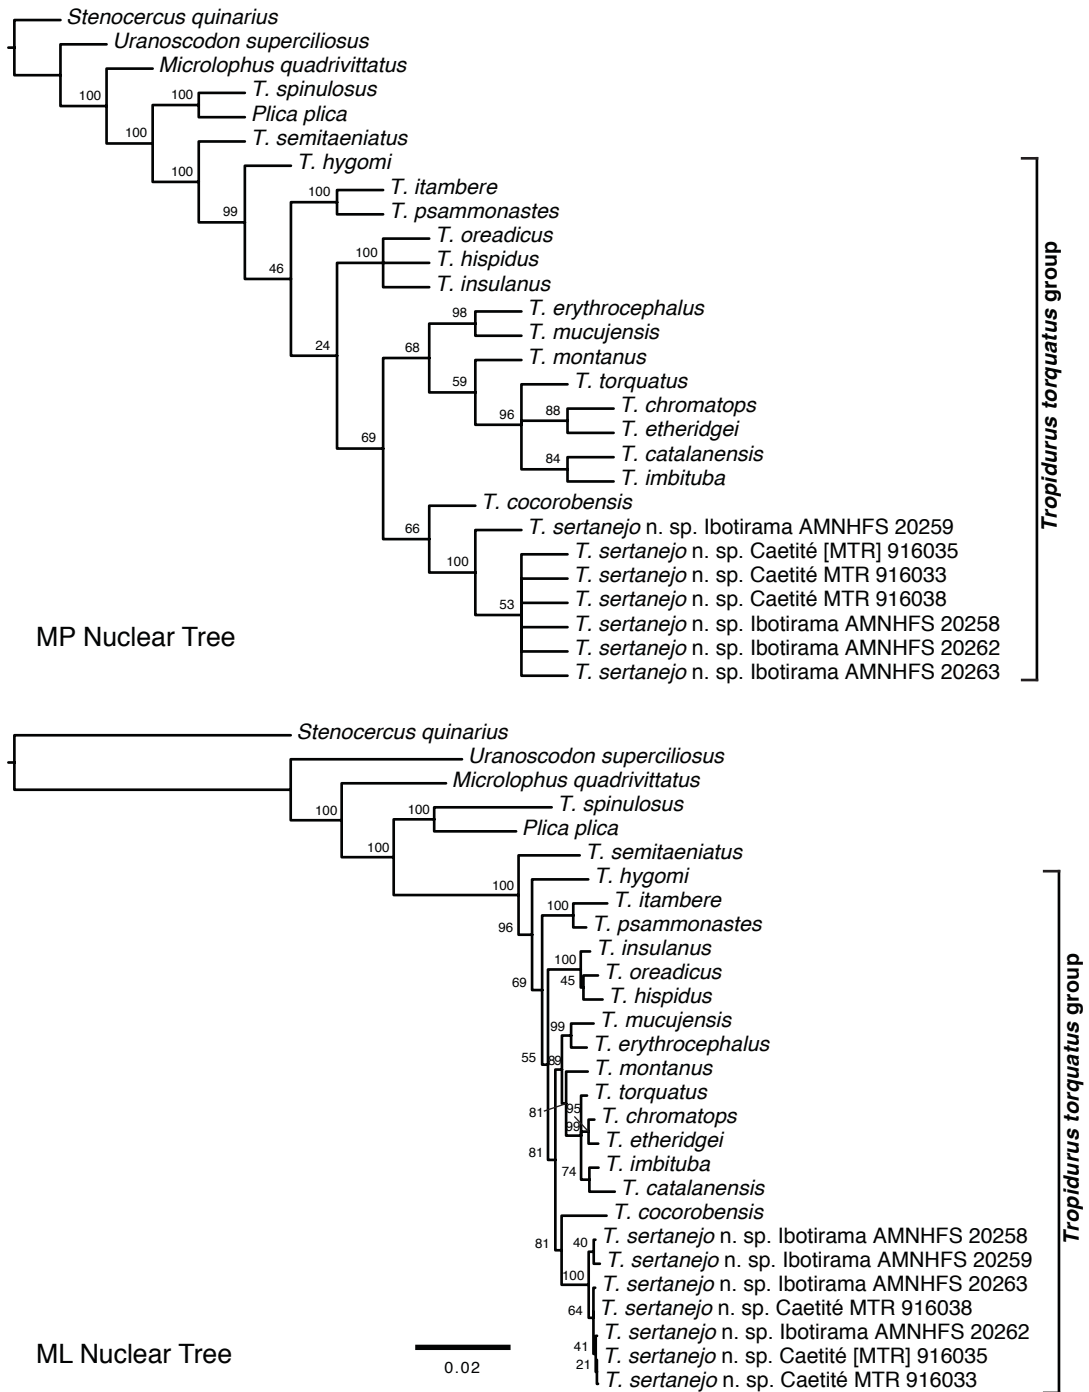 Stenocercus quinarius
Uranoscodon superciliosus
Microlophus quadrivittatus
100
100
T. spinulosus
Plica plica
100
T. semitaeniatus
100
T. hygomi
99
100
T. itambere
T. psammonastes
T. oreadicus
100
T. hispidus
46
T. insulanus
98
T. erythrocephalus
T. mucujensis
24
68
T. montanus
59
T. torquatus
96
88
T. chromatops
T. etheridgei
69
84
T. catalanensis
T. imbituba
T. cocorobensis
66
T. sertanejo n. sp. Ibotirama AMNHFS 20259
100
T. sertanejo n. sp. Caetité [MTR] 916035
T. sertanejo n. sp. Caetité MTR 916033
53
T. sertanejo n. sp. Caetité MTR 916038
T. sertanejo n. sp. Ibotirama AMNHFS 20258
T. sertanejo n. sp. Ibotirama AMNHFS 20262
T. sertanejo n. sp. Ibotirama AMNHFS 20263
Tropidurus torquatus group
MP Nuclear Tree
Stenocercus quinarius
Uranoscodon superciliosus
Microlophus quadrivittatus
100
100
T. spinulosus
Plica plica
100
T. semitaeniatus
100
T. hygomi
96
100
T. itambere
T. psammonastes
T. insulanus
100
T. oreadicus
69
45
T. hispidus
99
T. mucujensis
T. erythrocephalus
55
89
T. montanus
T. torquatus
81
95
T. chromatops
99
T. etheridgei
81
T. imbituba
74
T. catalanensis
T. cocorobensis
81
40
T. sertanejo n. sp. Ibotirama AMNHFS 20258
T. sertanejo n. sp. Ibotirama AMNHFS 20259
100
T. sertanejo n. sp. Ibotirama AMNHFS 20263
64
T. sertanejo n. sp. Caetité MTR 916038
T. sertanejo n. sp. Ibotirama AMNHFS 20262
41
T. sertanejo n. sp. Caetité [MTR] 916035
21
T. sertanejo n. sp. Caetité MTR 916033
Tropidurus torquatus group
ML Nuclear Tree
0.02